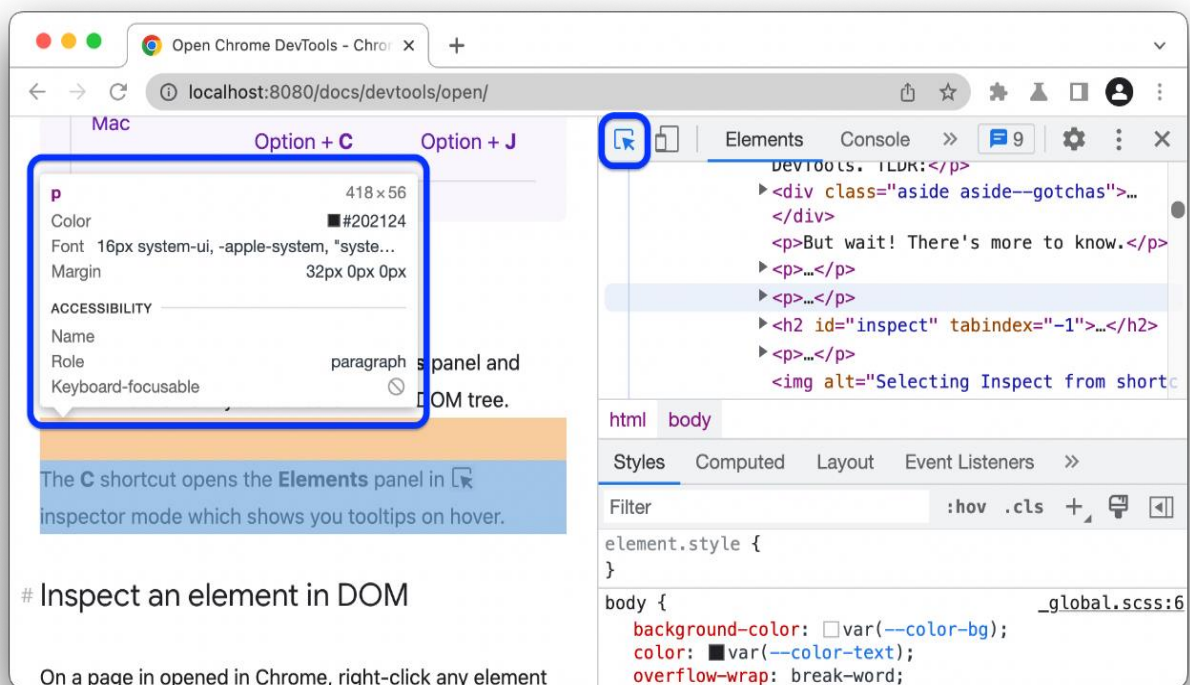 Open Chrome DevTools - Chro
localhost:8080/docs/devtools/open/
Mac
Option + C
Option + J
p
418×56
Color
#202124
Font 16px system-ui, -apple-system, "syste…
Margin
32px 0px 0px
ACCESSIBILITY
Name
Role
paragraph
Keyboard-focusable
panel and
DOM tree.
The C shortcut opens the Elements panel in
inspector mode which shows you tooltips on hover.
# Inspect an element in DOM
On a page in opened in Chrome, right-click any element
Elements
Console
»
9
DevTools. TLDR:</p>
<div class="aside aside--gotchas">…
</div>
<p>But wait! There's more to know.</p>
<p>…</p>
<p>…</p>
<h2 id="inspect" tabindex="-1">…</h2>
<p>…</p>
<img alt="Selecting Inspect from shortc
html body
Styles
Computed
Layout
Event Listeners
»
Filter
:hov .cls +
element.style {
}
body {
_global.scss:6
background-color: var(--color-bg);
color: var(--color-text);
overflow-wrap: break-word;